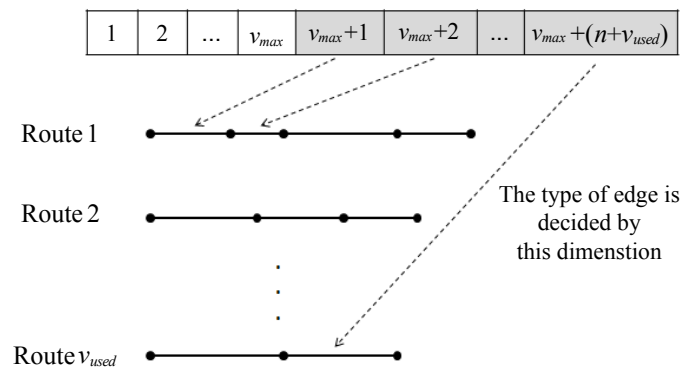 1 2 ... vmax vmax+1 vmax+2 ... vmax+(n+vused)
Route 1
Route 2
The type of edge is
decided by
this dimenstion
Route vused